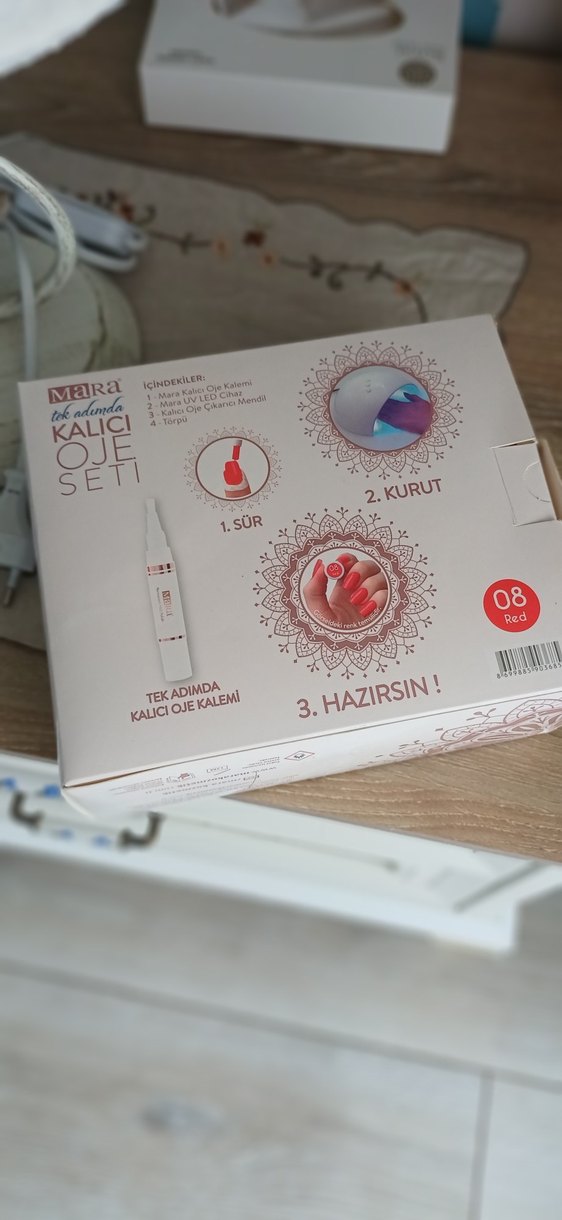 MaRa
tek adımda
KALICI
OJE
SETİ
İÇİNDEKİLER:
1 - Mara Kalıcı Oje Kalemi
2 - Mara UV LED Cihaz
3 - Kalıcı Oje Çıkarıcı Mendil
4 - Törpü
1. SÜR
2. KURUT
08
3. HAZIRSIN !
TEK ADIMDA
KALICI OJE KALEMİ
08
Red